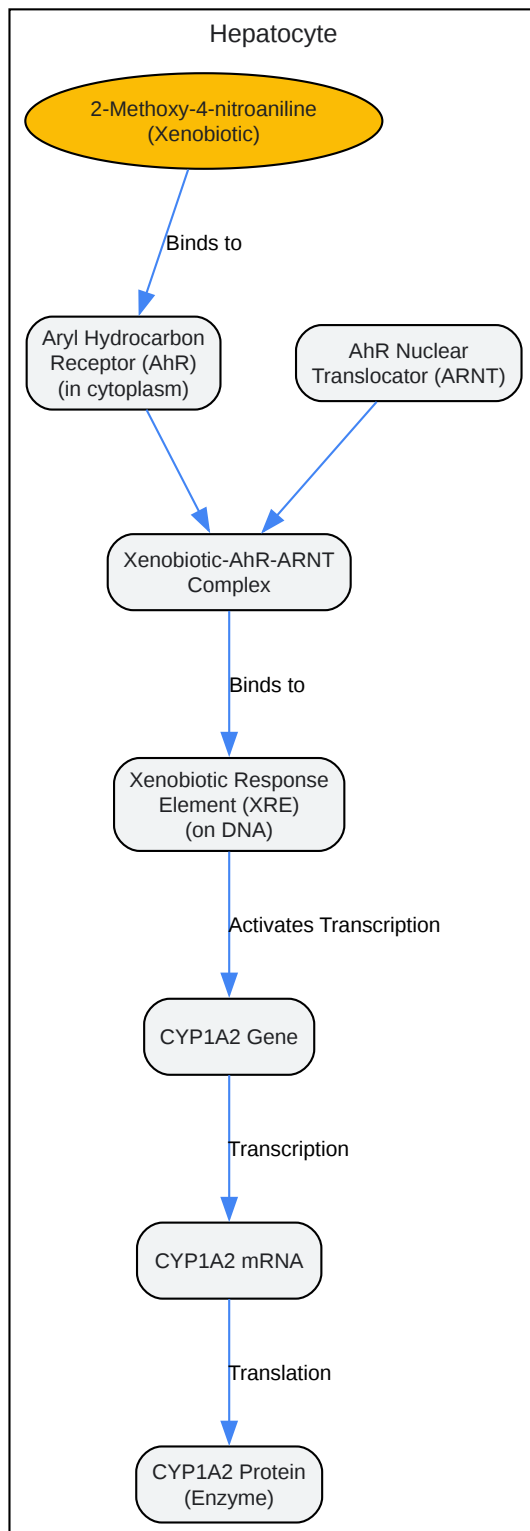 Hepatocyte
2-Methoxy-4-nitroaniline
(Xenobiotic)
Binds to
Aryl Hydrocarbon
Receptor (AhR)
(in cytoplasm)
AhR Nuclear
Translocator (ARNT)
Xenobiotic-AhR-ARNT
Complex
Binds to
Xenobiotic Response
Element (XRE)
(on DNA)
Activates Transcription
CYP1A2 Gene
Transcription
CYP1A2 mRNA
Translation
CYP1A2 Protein
(Enzyme)